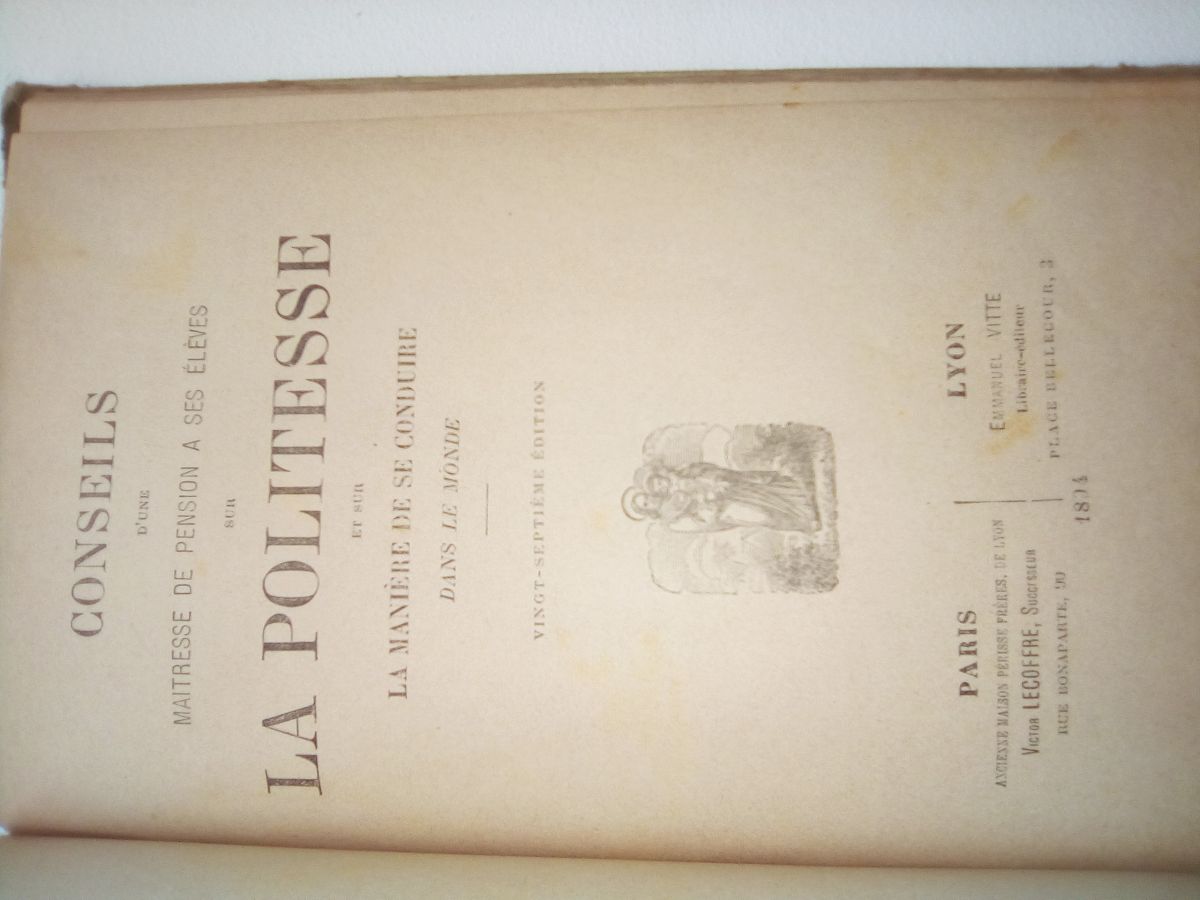 CONSEILS
D'UNE
MAITRESSE DE PENSION A SES ÉLÈVES
SUR
LA POLITESSE
ET SUR
LA MANIÈRE DE SE CONDUIRE
DANS LE MONDE
VINGT-SEPTIÈME ÉDITION
PARIS
ANCIENNE MAISON PERISSE FRÈRES, DE LYON
VICTOR LECOFFRE, SUCCESSEUR
RUE BONAPARTE, 90
LYON
EMMANUEL VITTE
Libraire-éditeur
PLACE BELLECOUR, 3
1894